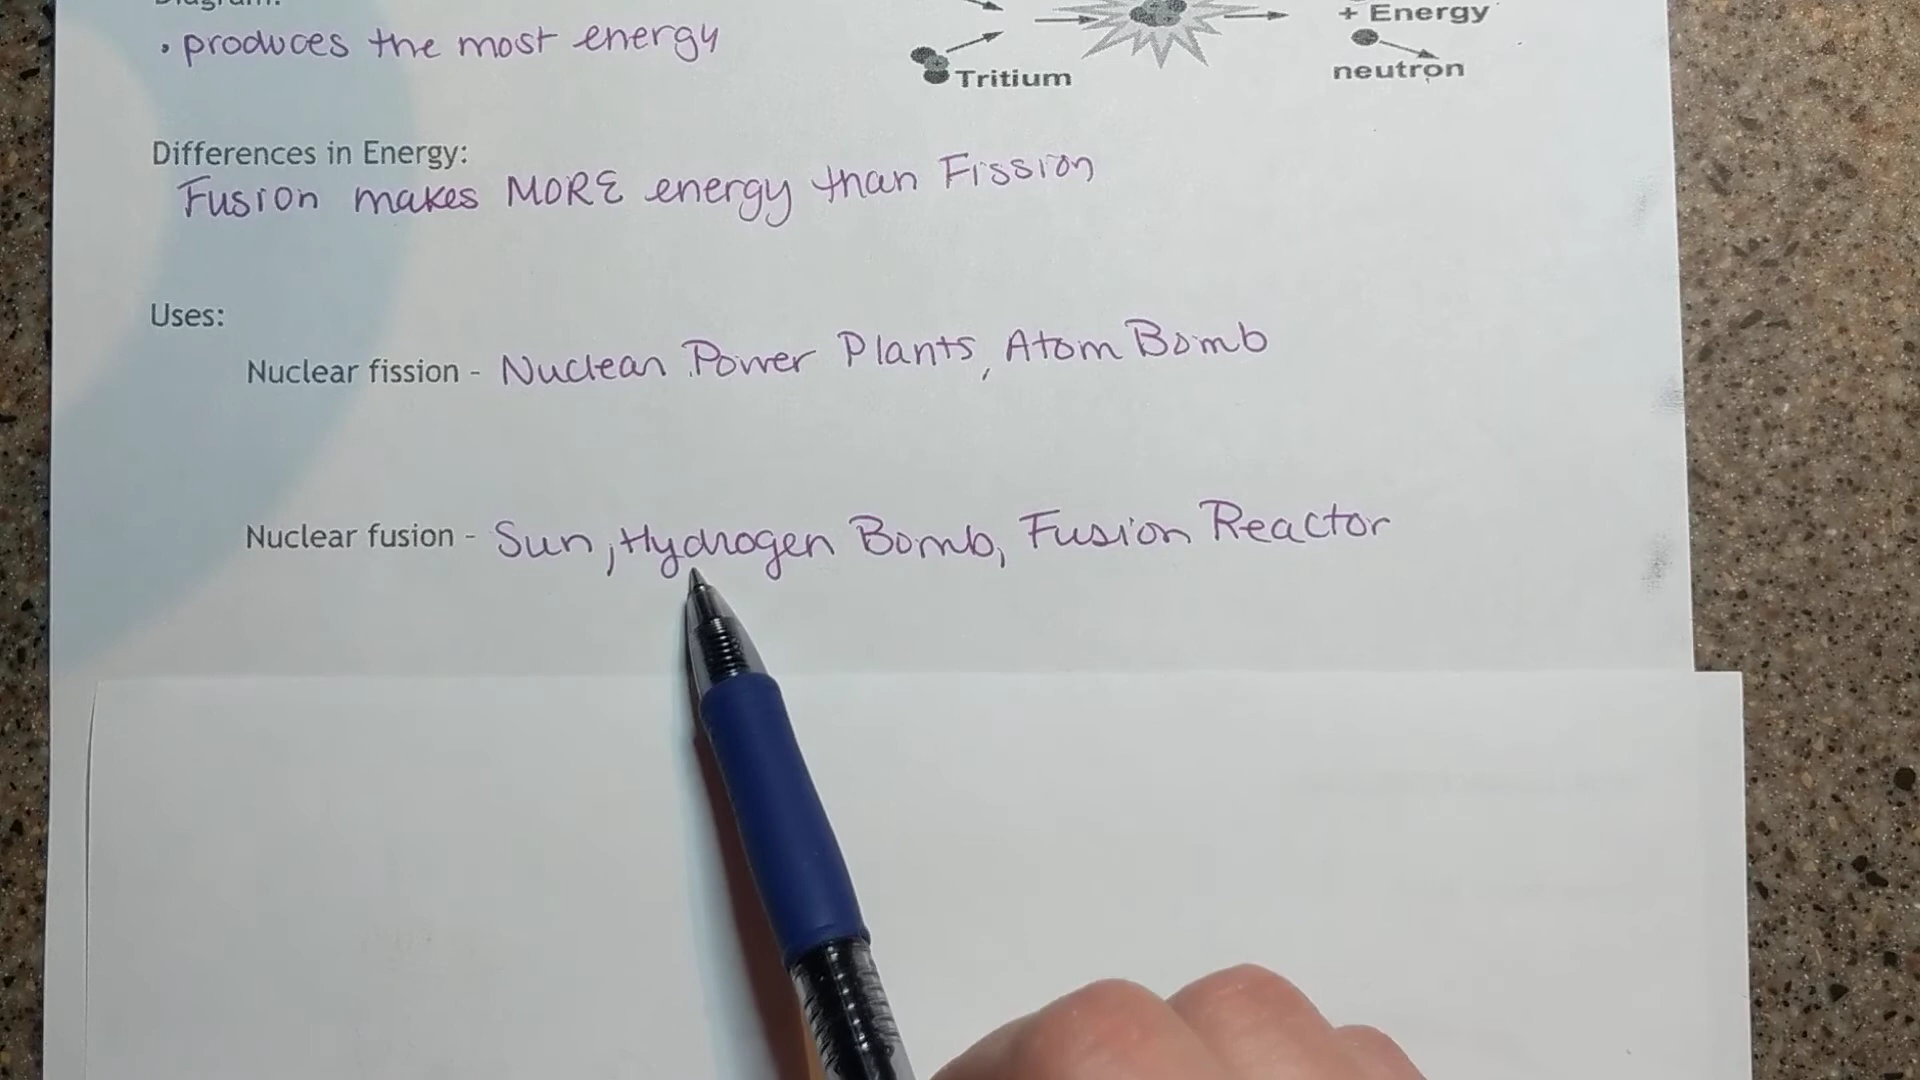 Diagram:
• produces the most energy
+ Energy
Tritium
neutron
Differences in Energy:
Fusion makes MORE energy than Fission
Uses:
Nuclear fission - Nuclear Power Plants, Atom Bomb
Nuclear fusion - Sun, Hydrogen Bomb, Fusion Reactor